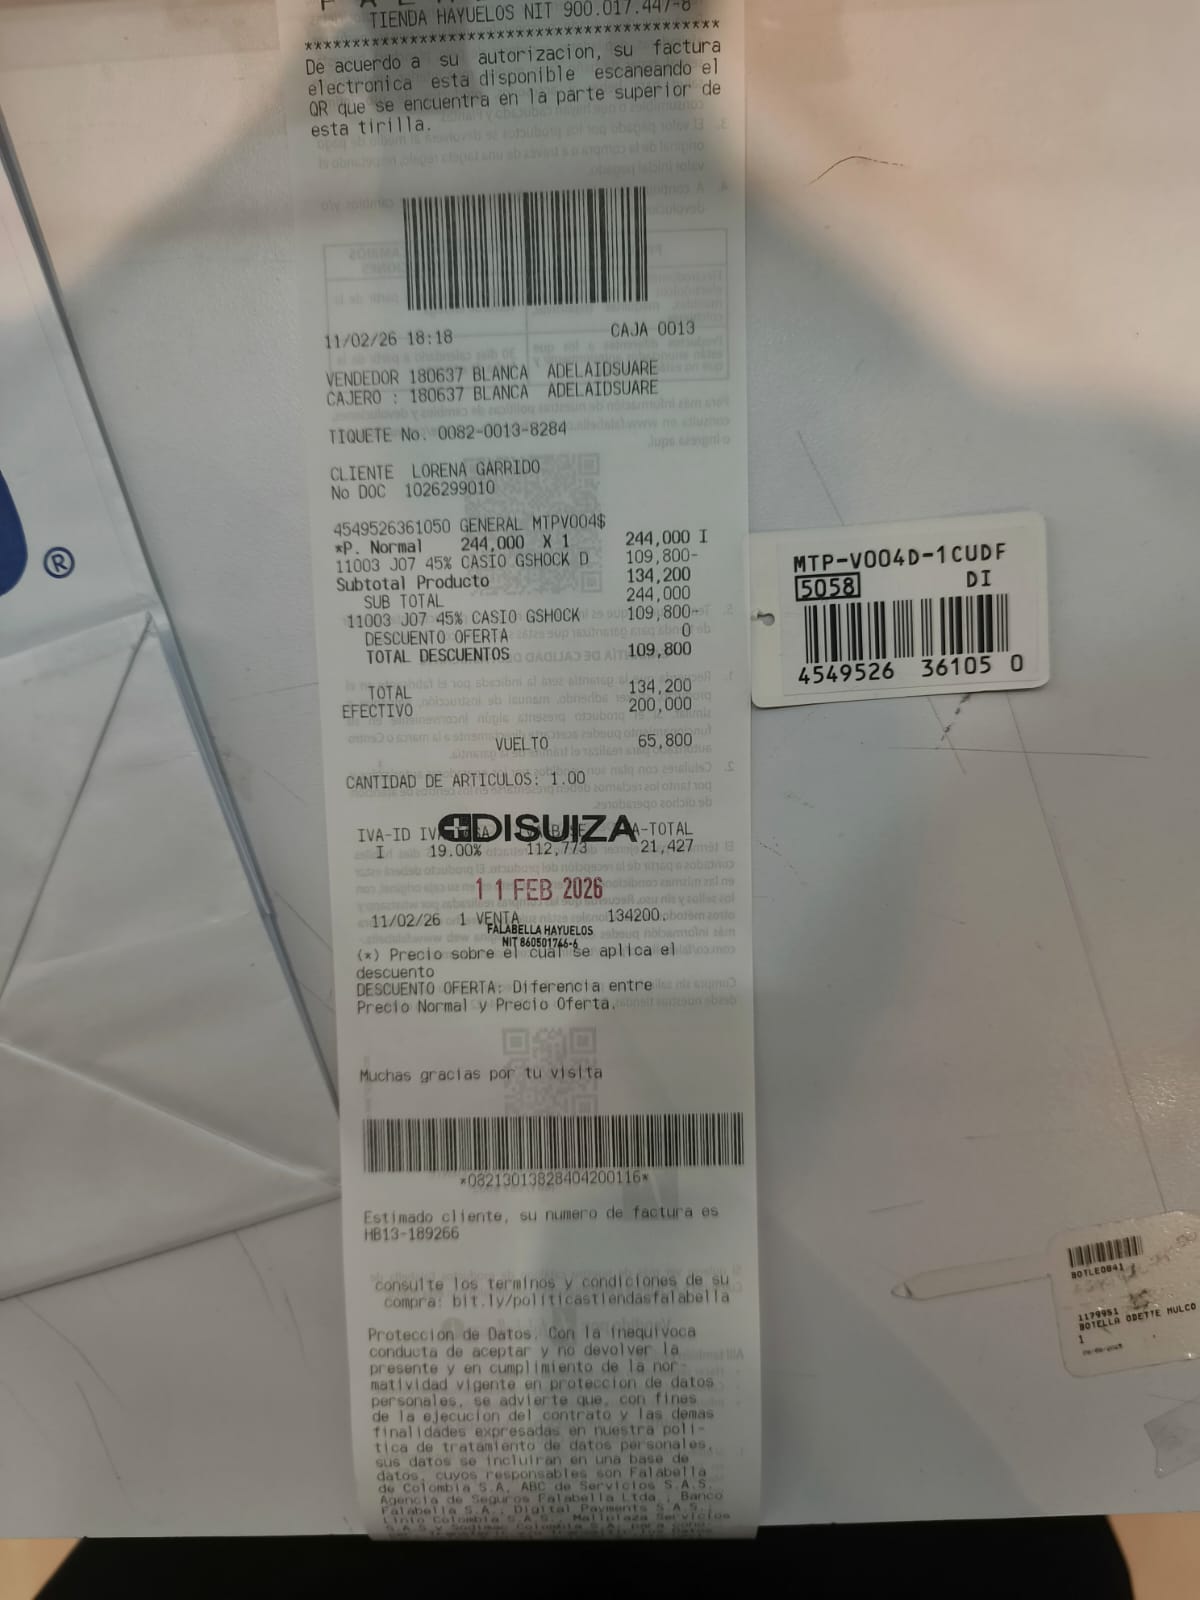 TIENDA HAYUELOS NIT 900.017.447-8
******************************************
De acuerdo a su autorizacion, su factura
electronica esta disponible escaneando el
QR que se encuentra en la parte superior de
esta tirilla.
11/02/26 18:18 CAJA 0013
VENDEDOR 180637 BLANCA ADELAIDSUARE
CAJERO : 180637 BLANCA ADELAIDSUARE
TIQUETE No. 0082-0013-8284
CLIENTE LORENA GARRIDO
No DOC 1026299010
4549526361050 GENERAL MTPV004$
*P. Normal 244,000 X 1 244,000 I
11003 J07 45% CASIO GSHOCK D 109,800-
Subtotal Producto 134,200
SUB TOTAL 244,000
11003 J07 45% CASIO GSHOCK 109,800-
DESCUENTO OFERTA 0
TOTAL DESCUENTOS 109,800
TOTAL 134,200
EFECTIVO 200,000
VUELTO 65,800
CANTIDAD DE ARTICULOS: 1.00
DISUIZA
IVA-ID -TOTAL
I 19.00% 112,773 21,427
11 FEB 2026
11/02/26 1 VENTA 134200.
FALABELLA HAYUELOS
NIT 860501746-6
(*) Precio sobre el cual se aplica el
descuento
DESCUENTO OFERTA: Diferencia entre
Precio Normal y Precio Oferta.
Muchas gracias por tu visita
*08213013828404200116*
Estimado cliente, su numero de factura es
HB13-189266
consulte los terminos y condiciones de su
compra: bit.ly/politicastiendasfalabella
Proteccion de Datos. Con la inequivoca
conducta de aceptar y no devolver la
presente y en cumplimiento de la nor-
matividad vigente en proteccion de datos
personales, se advierte que, con fines
de la ejecucion del contrato y las demas
finalidades expresadas en nuestra poli-
tica de tratamiento de datos personales,
sus datos se incluiran en una base de
datos, cuyos responsables son Falabella
de Colombia S.A, ABC de Servicios S.A.S.
Agencia de Seguros Falabella Ltda., Banco
Falabella S.A., Digital Payments S.A.S.,
Linio Colombia S.A.S., Mallplaza Servicios
®
MTP-V004D-1CUDF
5058 DI
4549526 36105 0
BOTLE0841
1179951
BOTELLA ODETTE MULCO
1